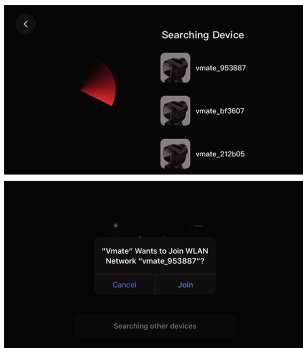 Searching Device
vmate_953887
vmate_bf3607
vmate_212b05
"Vmate" Wants to Join WLAN
Network "vmate_953887"?
Cancel Join
Searching other devices